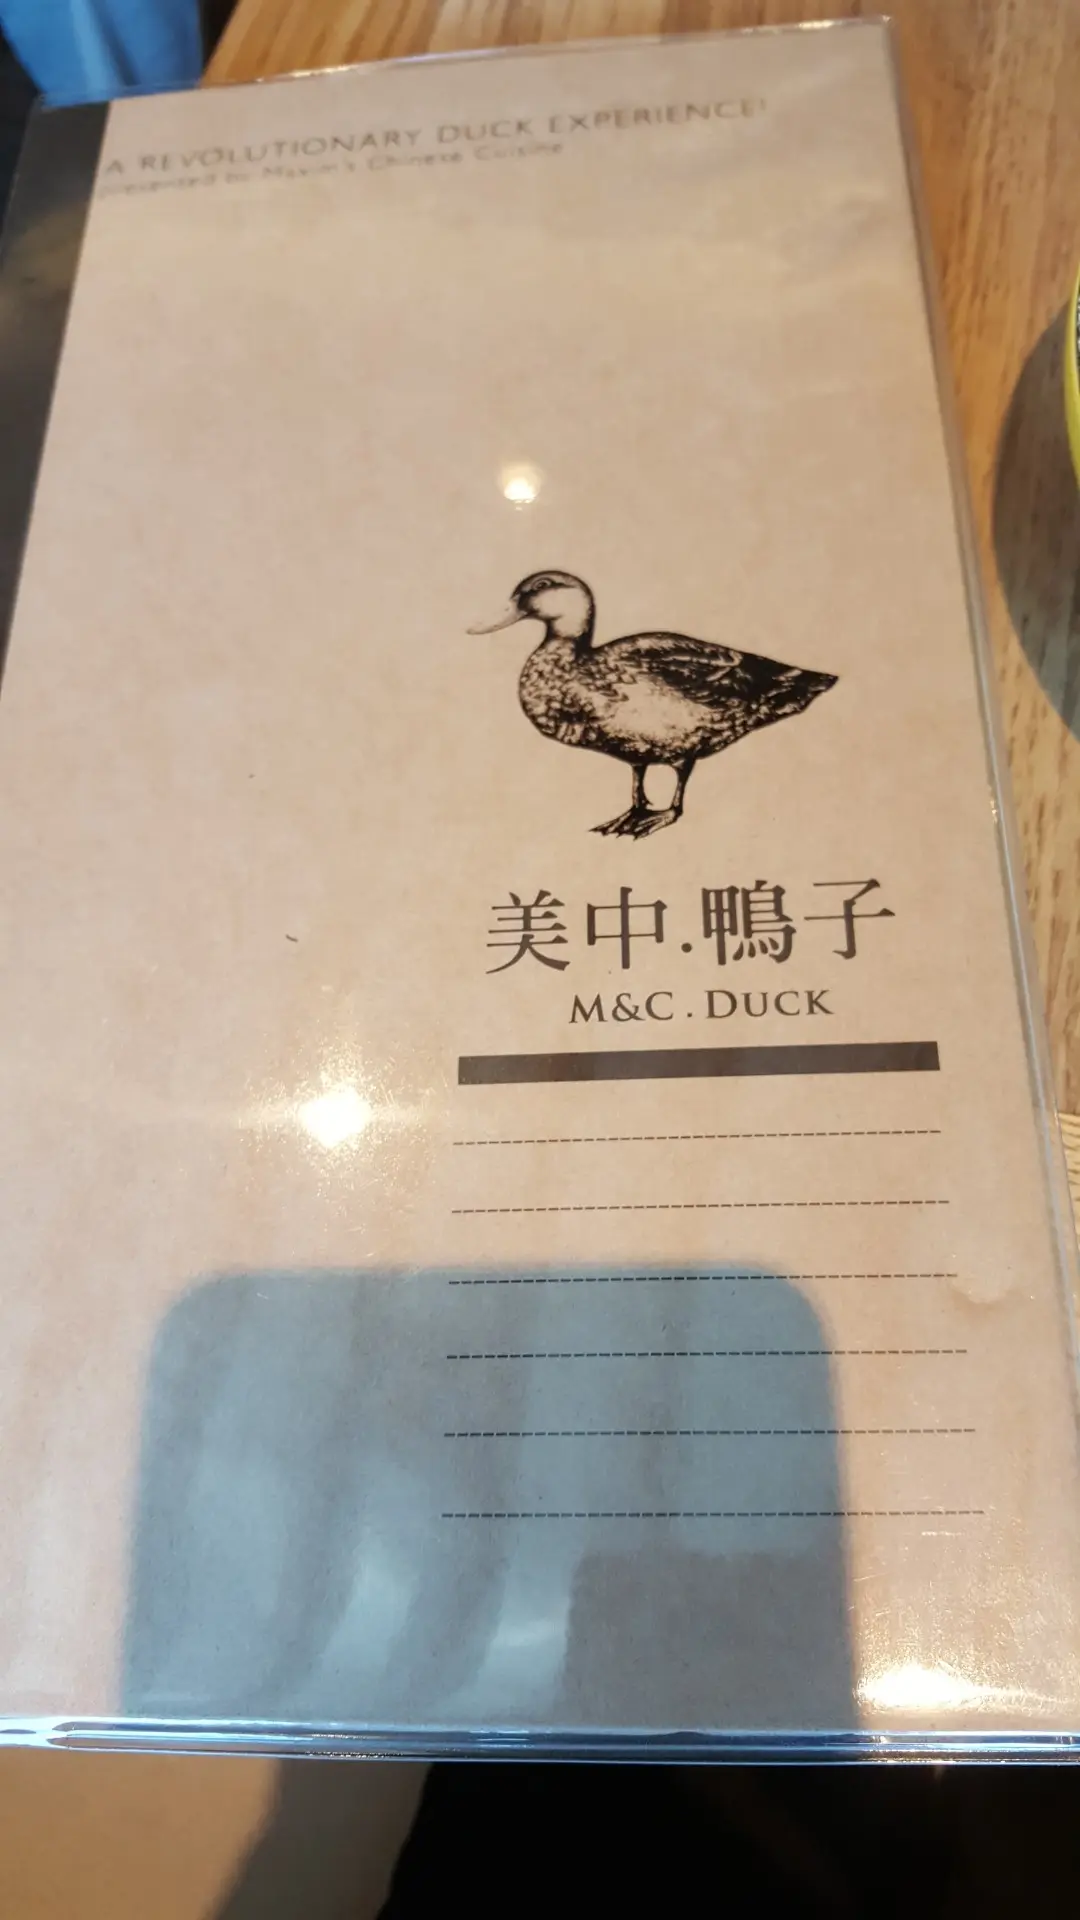 A REVOLUTIONARY DUCK EXPERIENCE!
presented by Maxim's Chinese Cuisine
美中.鴨子
M&C.DUCK